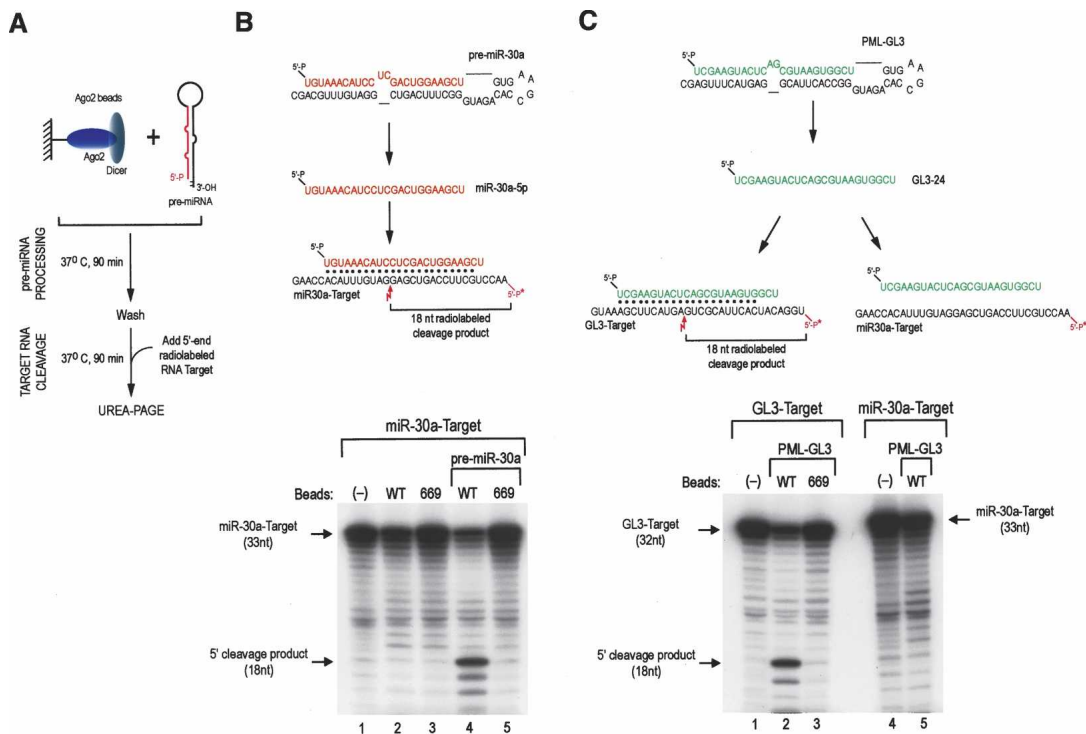 A
Ago2 beads
+
Ago2
Dicer
5'-P
3'-OH
pre-miRNA
pre-miRNA
PROCESSING
37⁰ C, 90 min
Wash
TARGET RNA
CLEAVAGE
37⁰ C, 90 min
Add 5'-end
radiolabeled
RNA Target
UREA-PAGE
B
pre-miR-30a
5'-P
UGUAAACAUCC UC GACUGGAAGCU GUG A A G
CGACGUUUGUAGG CUGACUUUCGG GUAGA CAC C C
5'-P
UGUAAACAUCCUCGACUGGAAGCU miR-30a-5p
5'-P
UGUAAACAUCCUCGACUGGAAGCU
GAACCACAUUUGUAGGAGCUGACCUUCGUCCAA
miR30a-Target
5'-P*
18 nt radiolabeled
cleavage product
miR-30a-Target
pre-miR-30a
Beads: (–) WT 669 WT 669
miR-30a-Target
(33nt)
5' cleavage product
(18nt)
1 2 3 4 5
C
PML-GL3
5'-P
UCGAAGUACUC AG CGUAAGUGGCU GUG A A G
CGAGUUUCAUGAG GCAUUCACCGG GUAGA CAC C C
5'-P
UCGAAGUACUCAGCGUAAGUGGCU GL3-24
5'-P
UCGAAGUACUCAGCGUAAGUGGCU
GUAAAGCUUCAUGAGUCGCAUUCACUACAGGU
GL3-Target
5'-P*
18 nt radiolabeled
cleavage product
5'-P
UCGAAGUACUCAGCGUAAGUGGCU
GAACCACAUUUGUAGGAGCUGACCUUCGUCCAA
miR30a-Target
5'-P*
GL3-Target miR-30a-Target
PML-GL3 PML-GL3
Beads: (–) WT 669 (–) WT
GL3-Target
(32nt)
miR-30a-Target
(33nt)
5' cleavage product
(18nt)
1 2 3 4 5